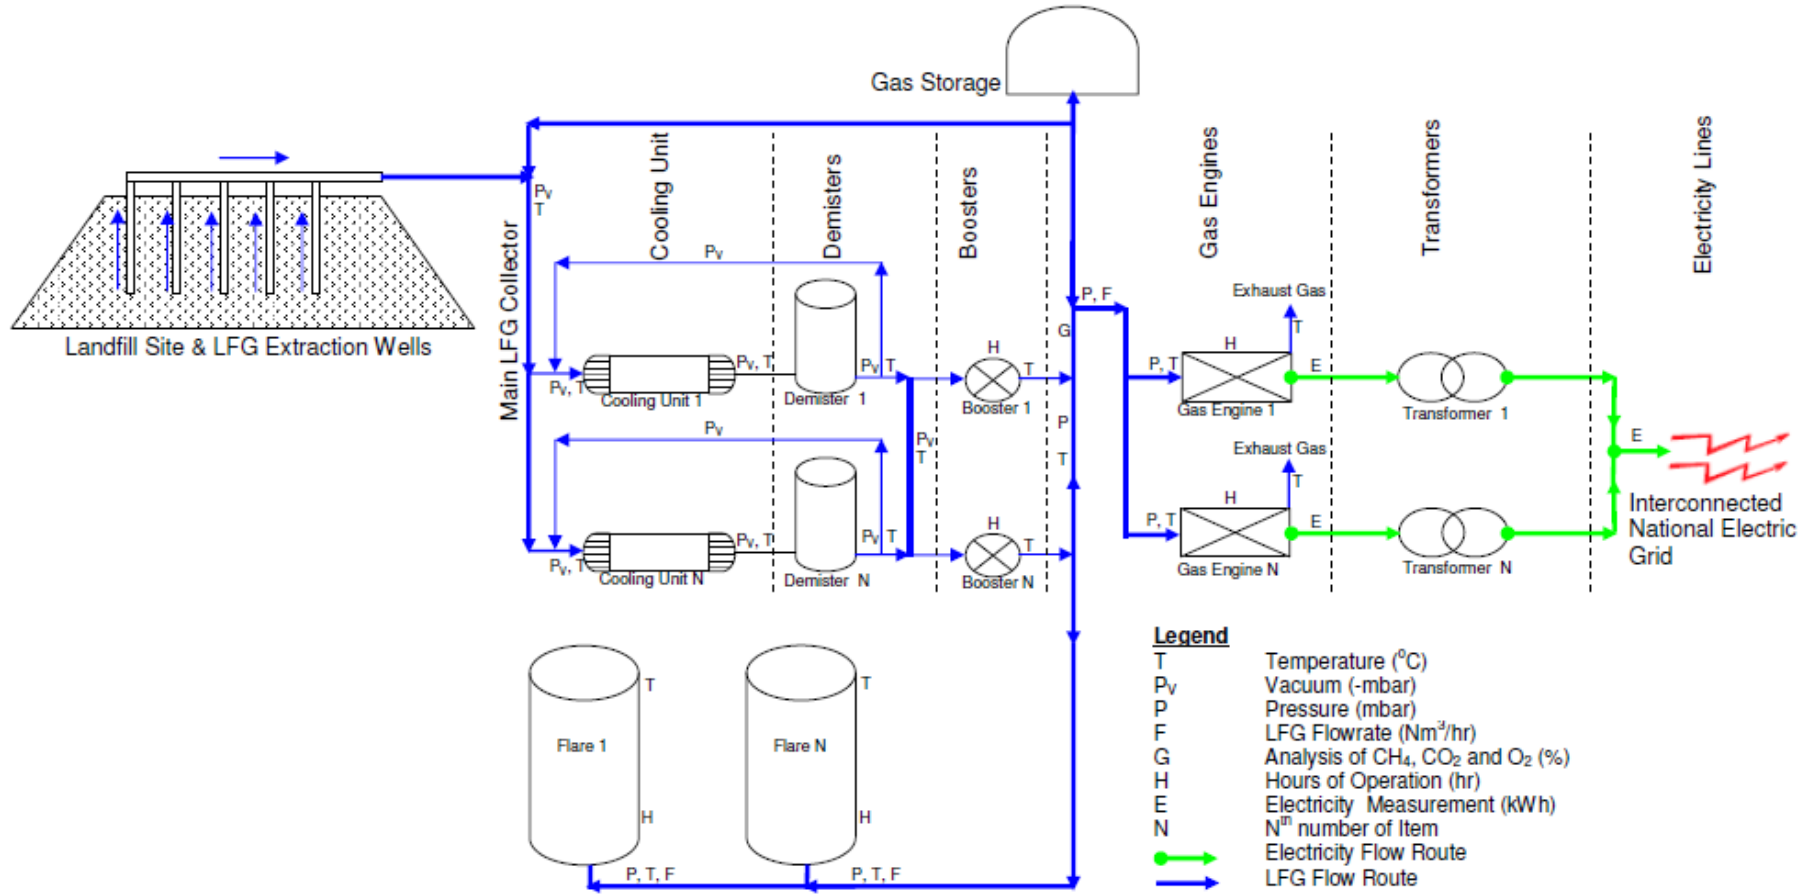 Gas Storage
Cooling Unit
Demisters
Boosters
Gas Engines
Transformers
Electricity Lines
Main LFG Collector
Landfill Site & LFG Extraction Wells
Pv
T
Pv
Pv, T
Cooling Unit 1
Pv, T
Demister 1
Pv T
H
T
Booster 1
Pv
Pv, T
Cooling Unit N
Pv, T
Demister N
Pv T
Pv
T
H
T
Booster N
G
P
T
P, F
P, T
H
Exhaust Gas
T
Gas Engine 1
E
Transformer 1
P, T
H
Exhaust Gas
T
Gas Engine N
E
Transformer N
E
Interconnected
National Electric
Grid
Flare 1
T
H
Flare N
T
H
P, T, F
P, T, F
Legend
T Temperature (⁰C)
Pv Vacuum (-mbar)
P Pressure (mbar)
F LFG Flowrate (Nm³/hr)
G Analysis of CH₄, CO₂ and O₂ (%)
H Hours of Operation (hr)
E Electricity Measurement (kWh)
N Nᵗʰ number of Item
Electricity Flow Route
LFG Flow Route